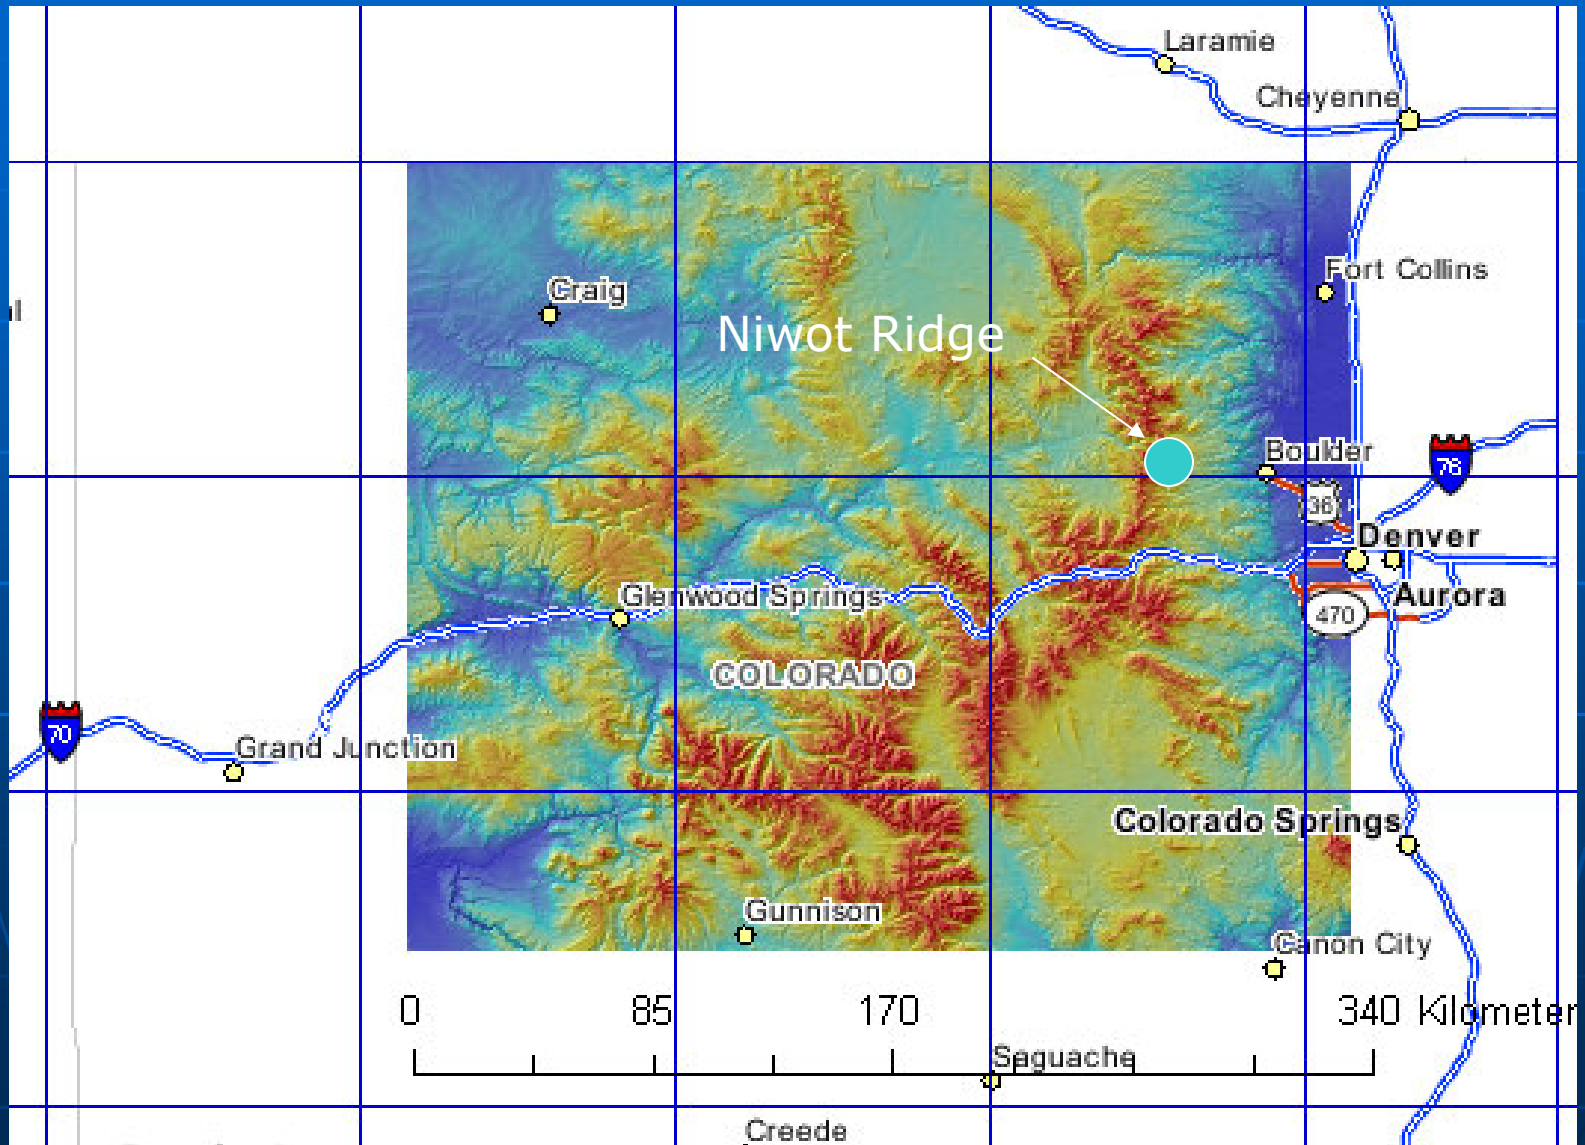 Laramie
Cheyenne
Fort Collins
Craig
al
Niwot Ridge
Boulder
76
36
Denver
Glenwood Springs
Aurora
470
COLORADO
70
Grand Junction
Colorado Springs
Gunnison
Canon City
0 85 170 340 Kilometer
Saguache
Creede